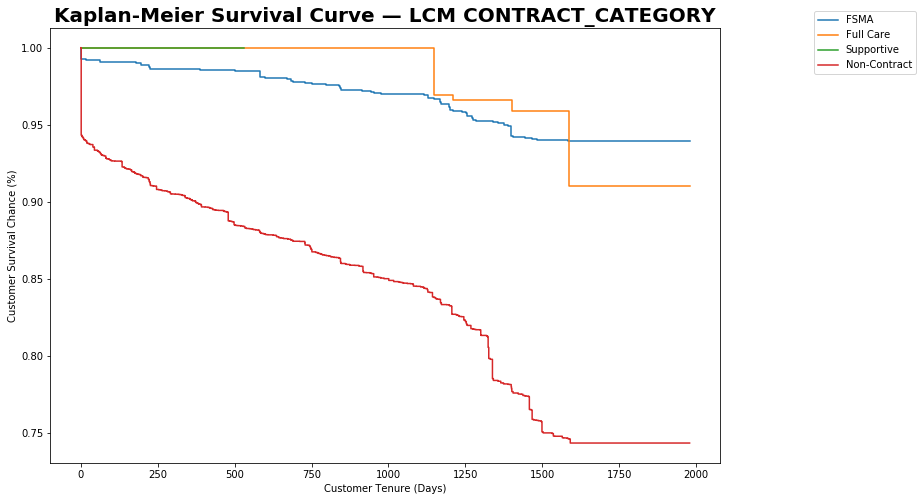 Kaplan-Meier Survival Curve — LCM CONTRACT_CATEGORY
FSMA
Full Care
Supportive
Non-Contract
Customer Survival Chance (%)
1.00
0.95
0.90
0.85
0.80
0.75
0 250 500 750 1000 1250 1500 1750 2000
Customer Tenure (Days)